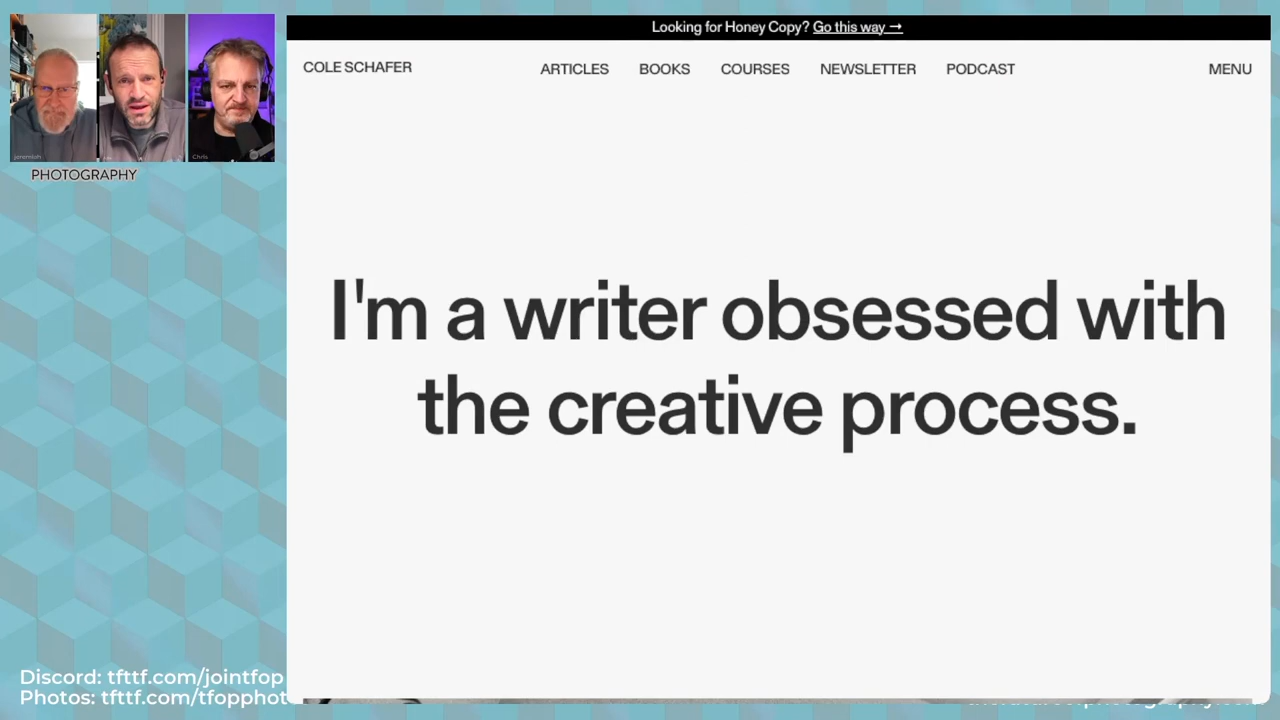 Looking for Honey Copy? Go this way →
COLE SCHAFER
ARTICLES
BOOKS
COURSES
NEWSLETTER
PODCAST
MENU
Chris
PHOTOGRAPHY
I'm a writer obsessed with
the creative process.
Discord: tfttf.com/jointfop
Photos: tfttf.com/tfopphot